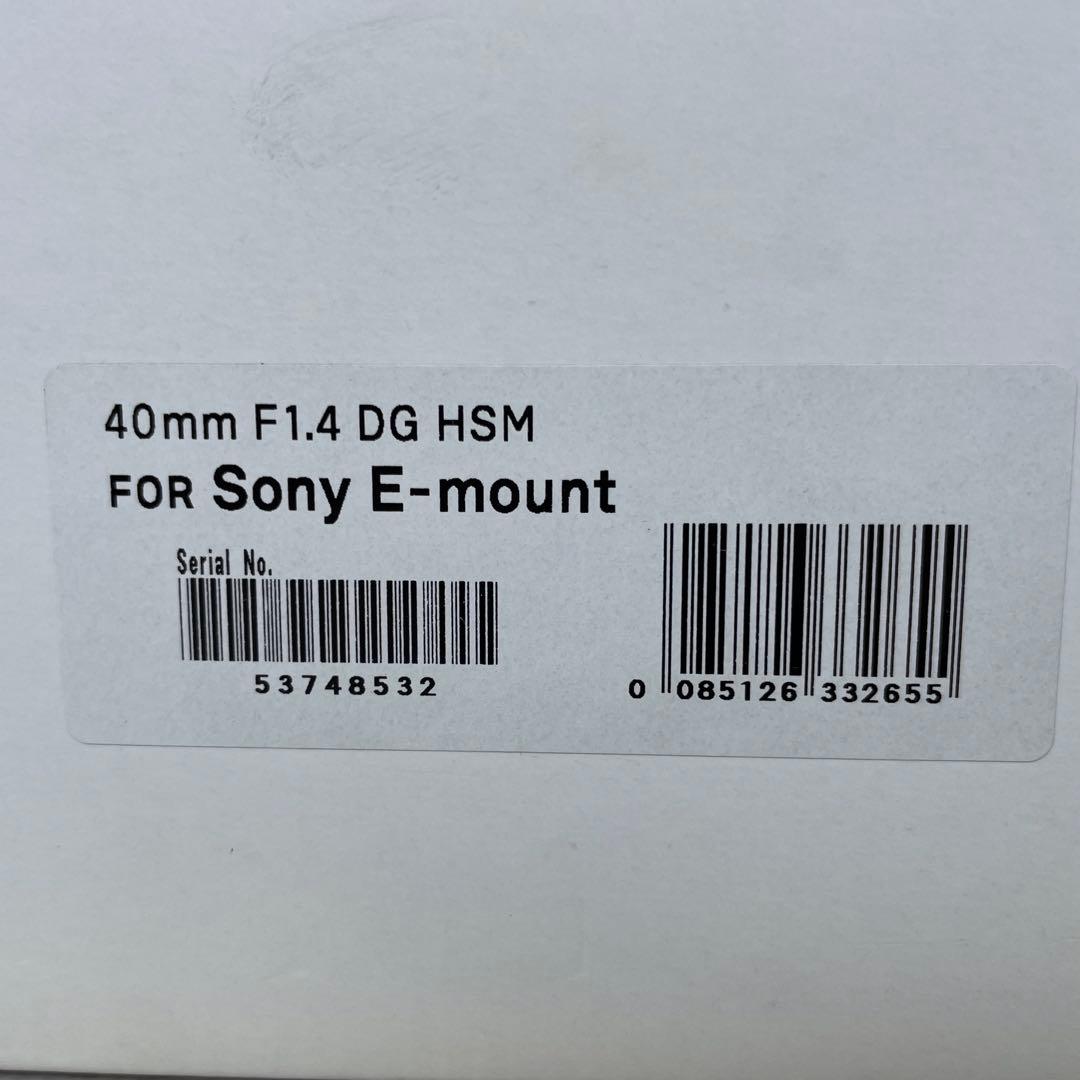 40mm F1.4 DG HSM
FOR Sony E-mount
Serial No.
53748532
0 085126 332655